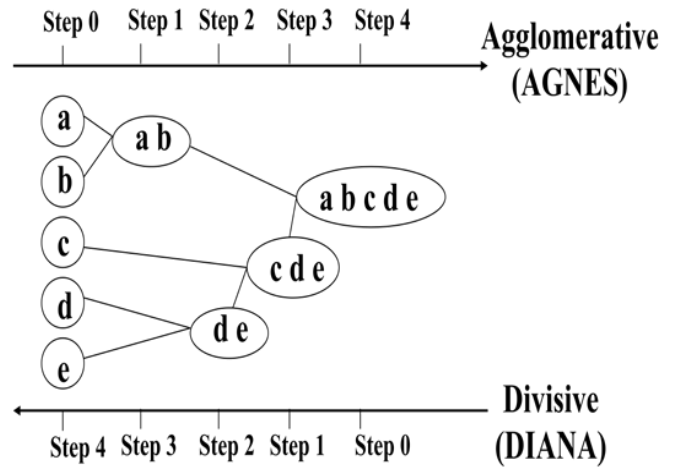 Step 0 Step 1 Step 2 Step 3 Step 4
Agglomerative
(AGNES)
a
a b
b
a b c d e
c
c d e
d
d e
e
Divisive
(DIANA)
Step 4 Step 3 Step 2 Step 1 Step 0